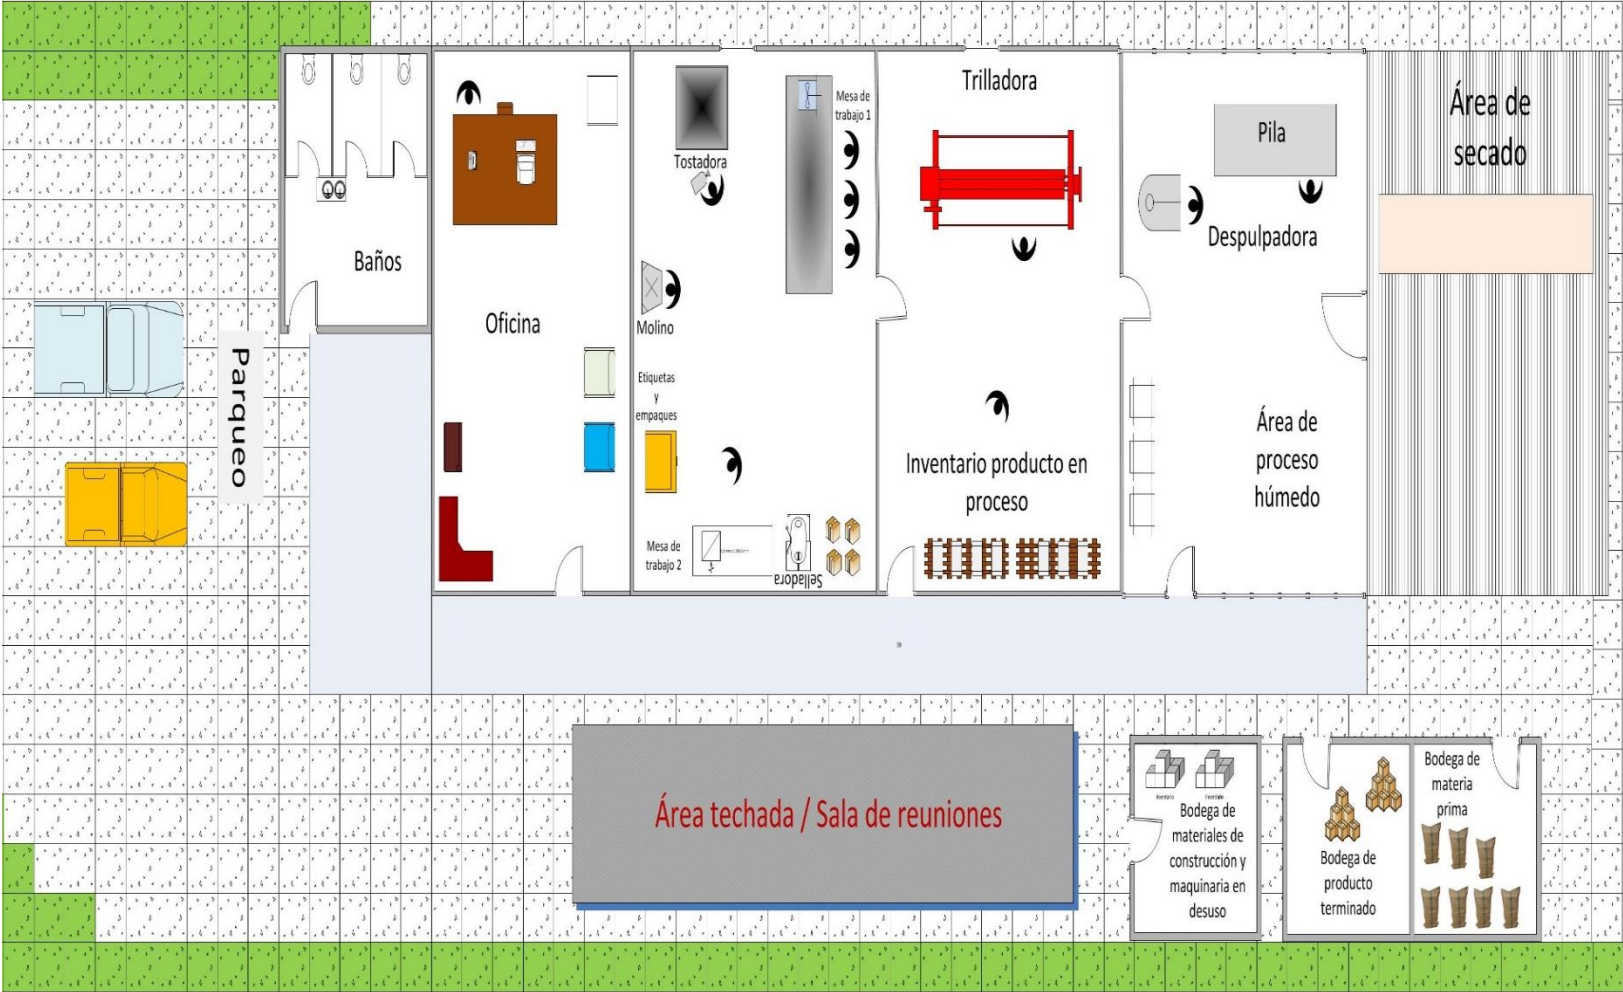 Trilladora
Área de
secado
Mesa de
trabajo 1
Pila
Tostadora
Despulpadora
Baños
Oficina
Molino
Parqueo
Etiquetas
y
empaques
Área de
proceso
húmedo
Inventario producto en
proceso
Mesa de
trabajo 2
Selladora
Área techada / Sala de reuniones
Inventario
Inventario
Bodega de
materiales de
construcción y
maquinaria en
desuso
Bodega de
producto
terminado
Bodega de
materia
prima